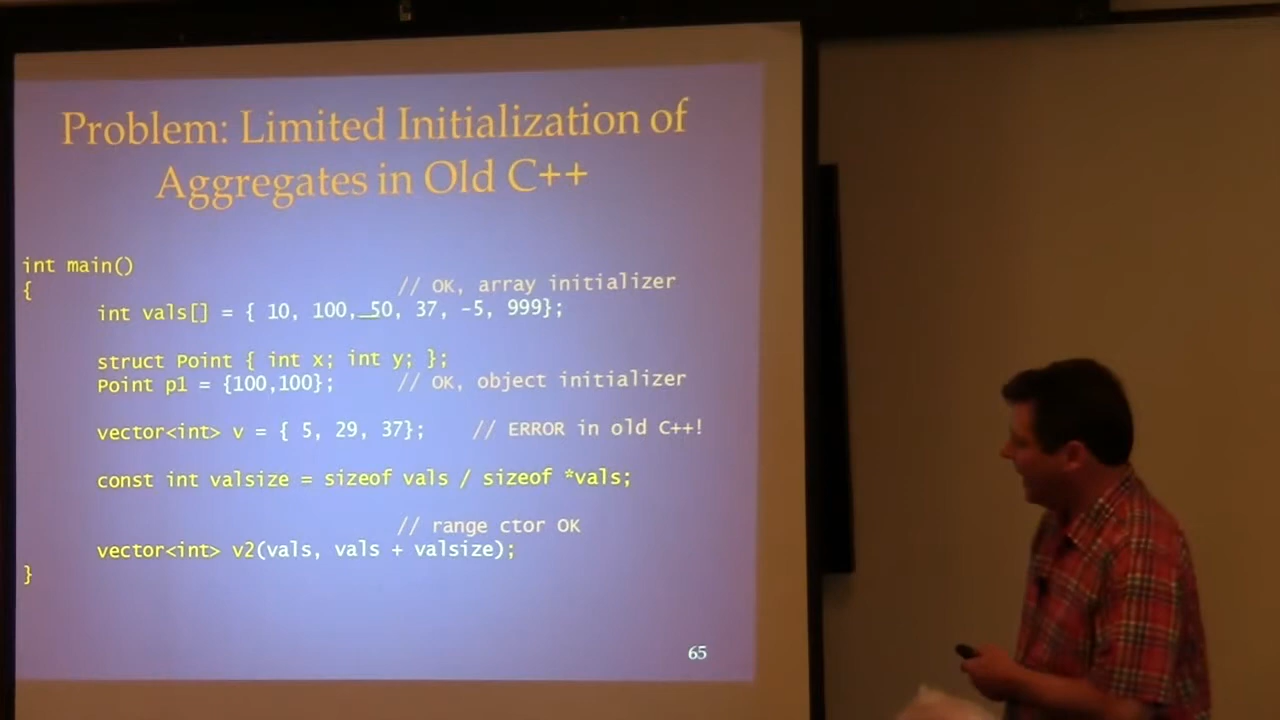 Problem: Limited Initialization of
Aggregates in Old C++
int main()
{
// OK, array initializer
int vals[] = { 10, 100, 50, 37, -5, 999};
struct Point { int x; int y; };
Point p1 = {100,100}; // OK, object initializer
vector<int> v = { 5, 29, 37}; // ERROR in old C++!
const int valsize = sizeof vals / sizeof *vals;
// range ctor OK
vector<int> v2(vals, vals + valsize);
}
65